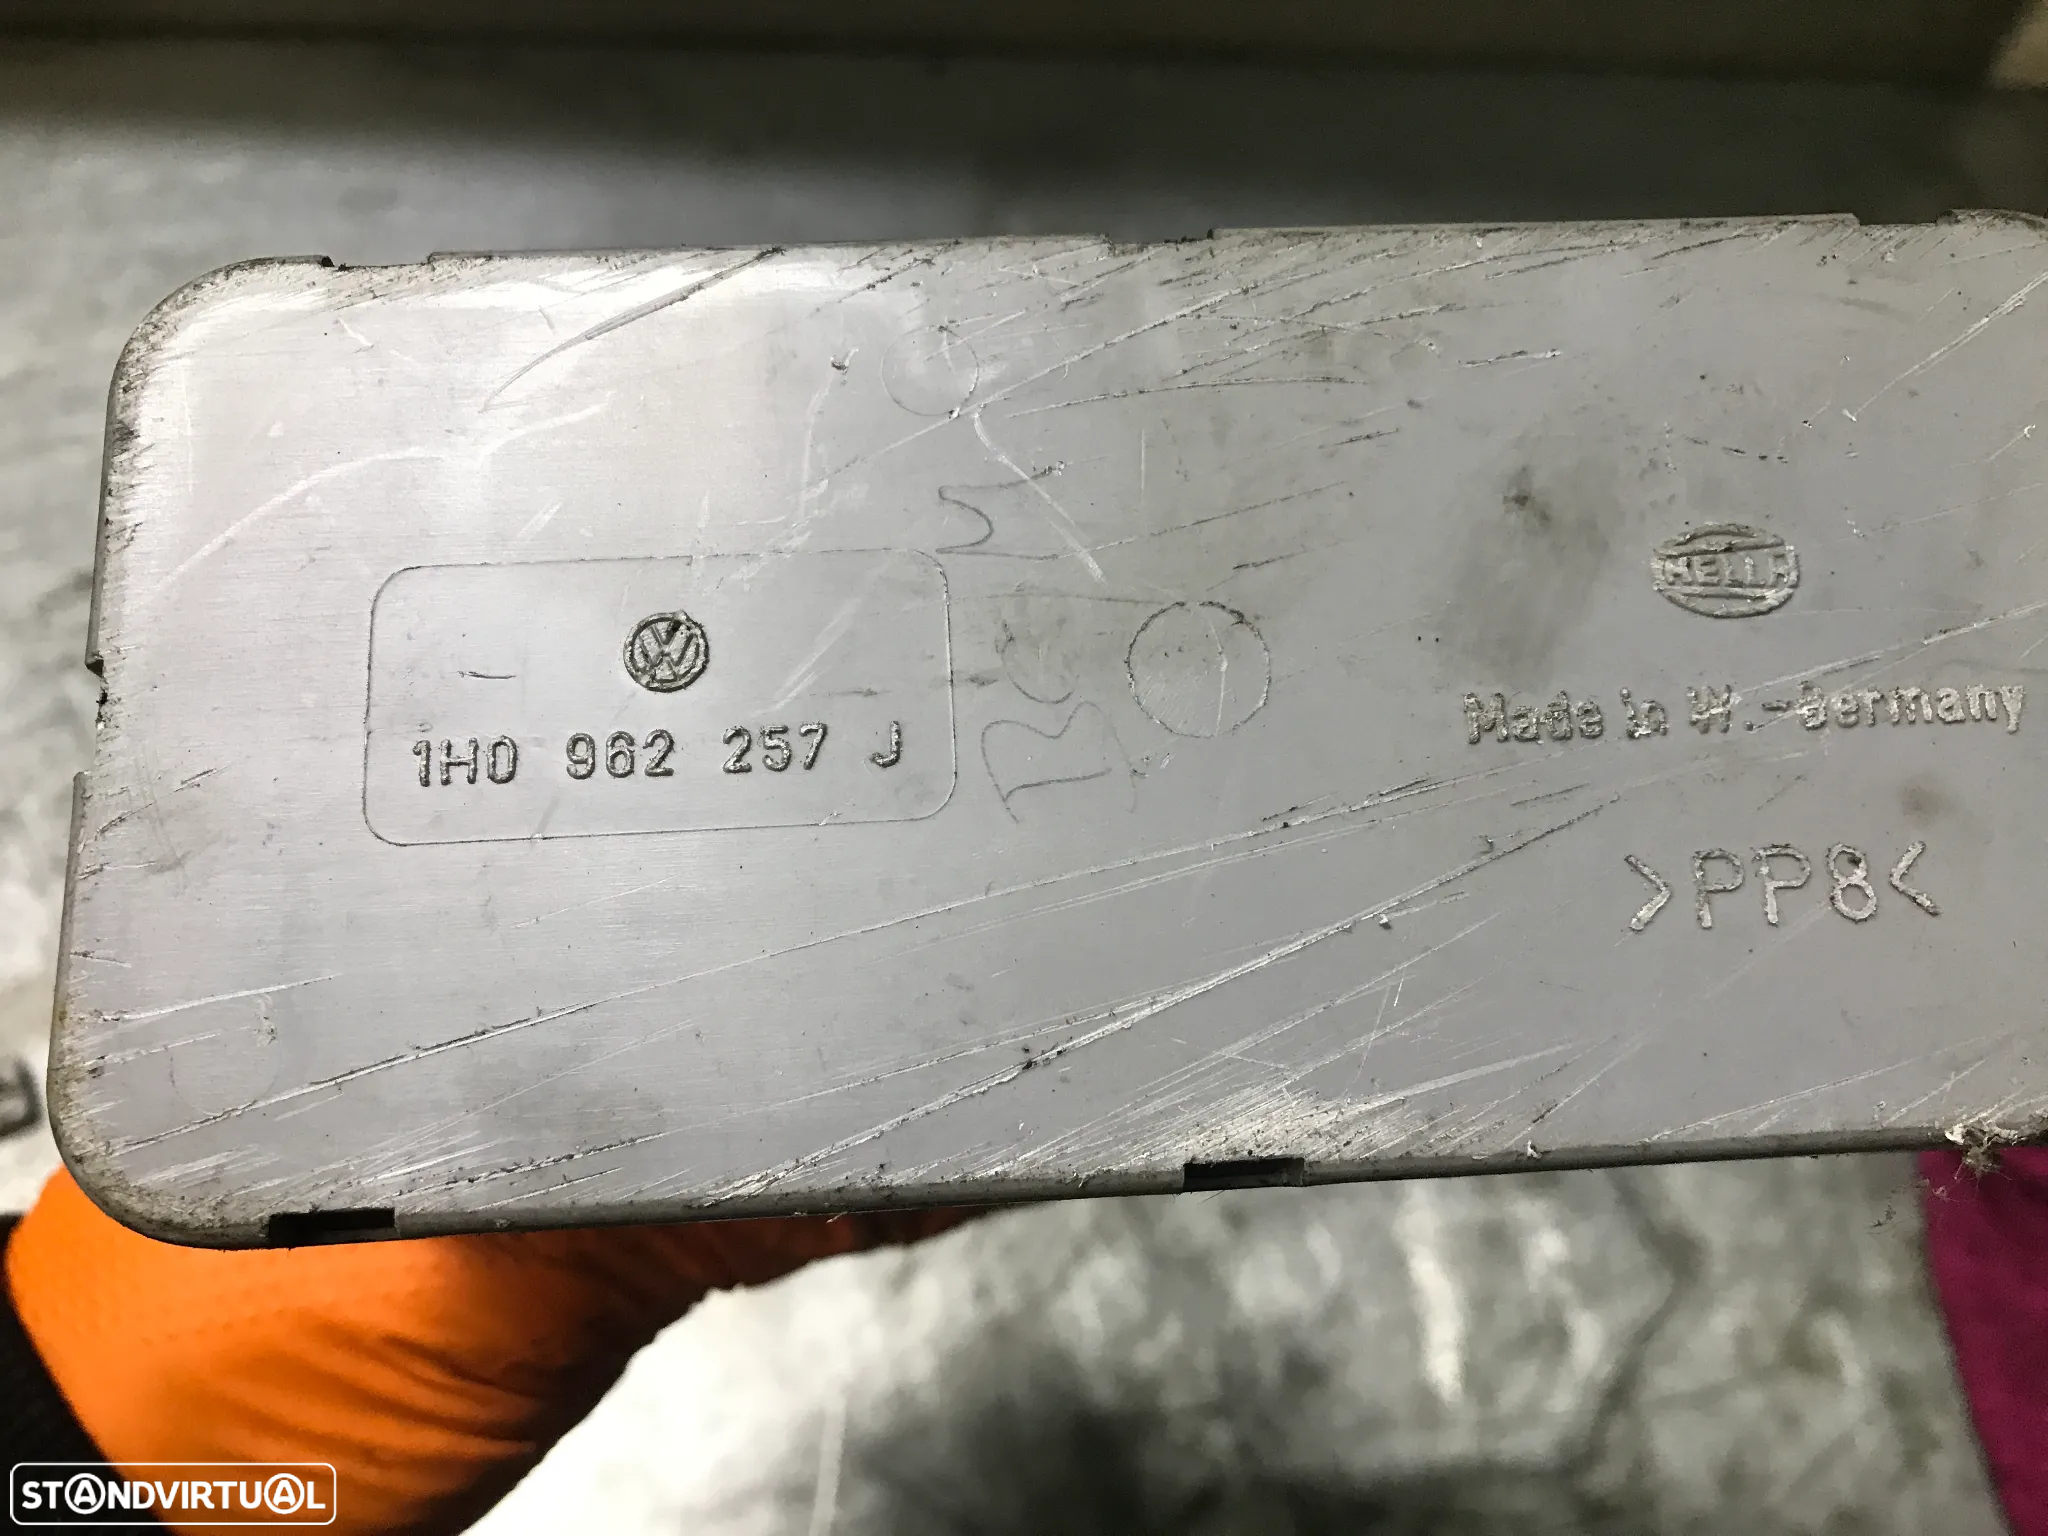 HELLA
1H0 962 257 J
Made in W.-Germany
>PP8<
STANDVIRTUAL